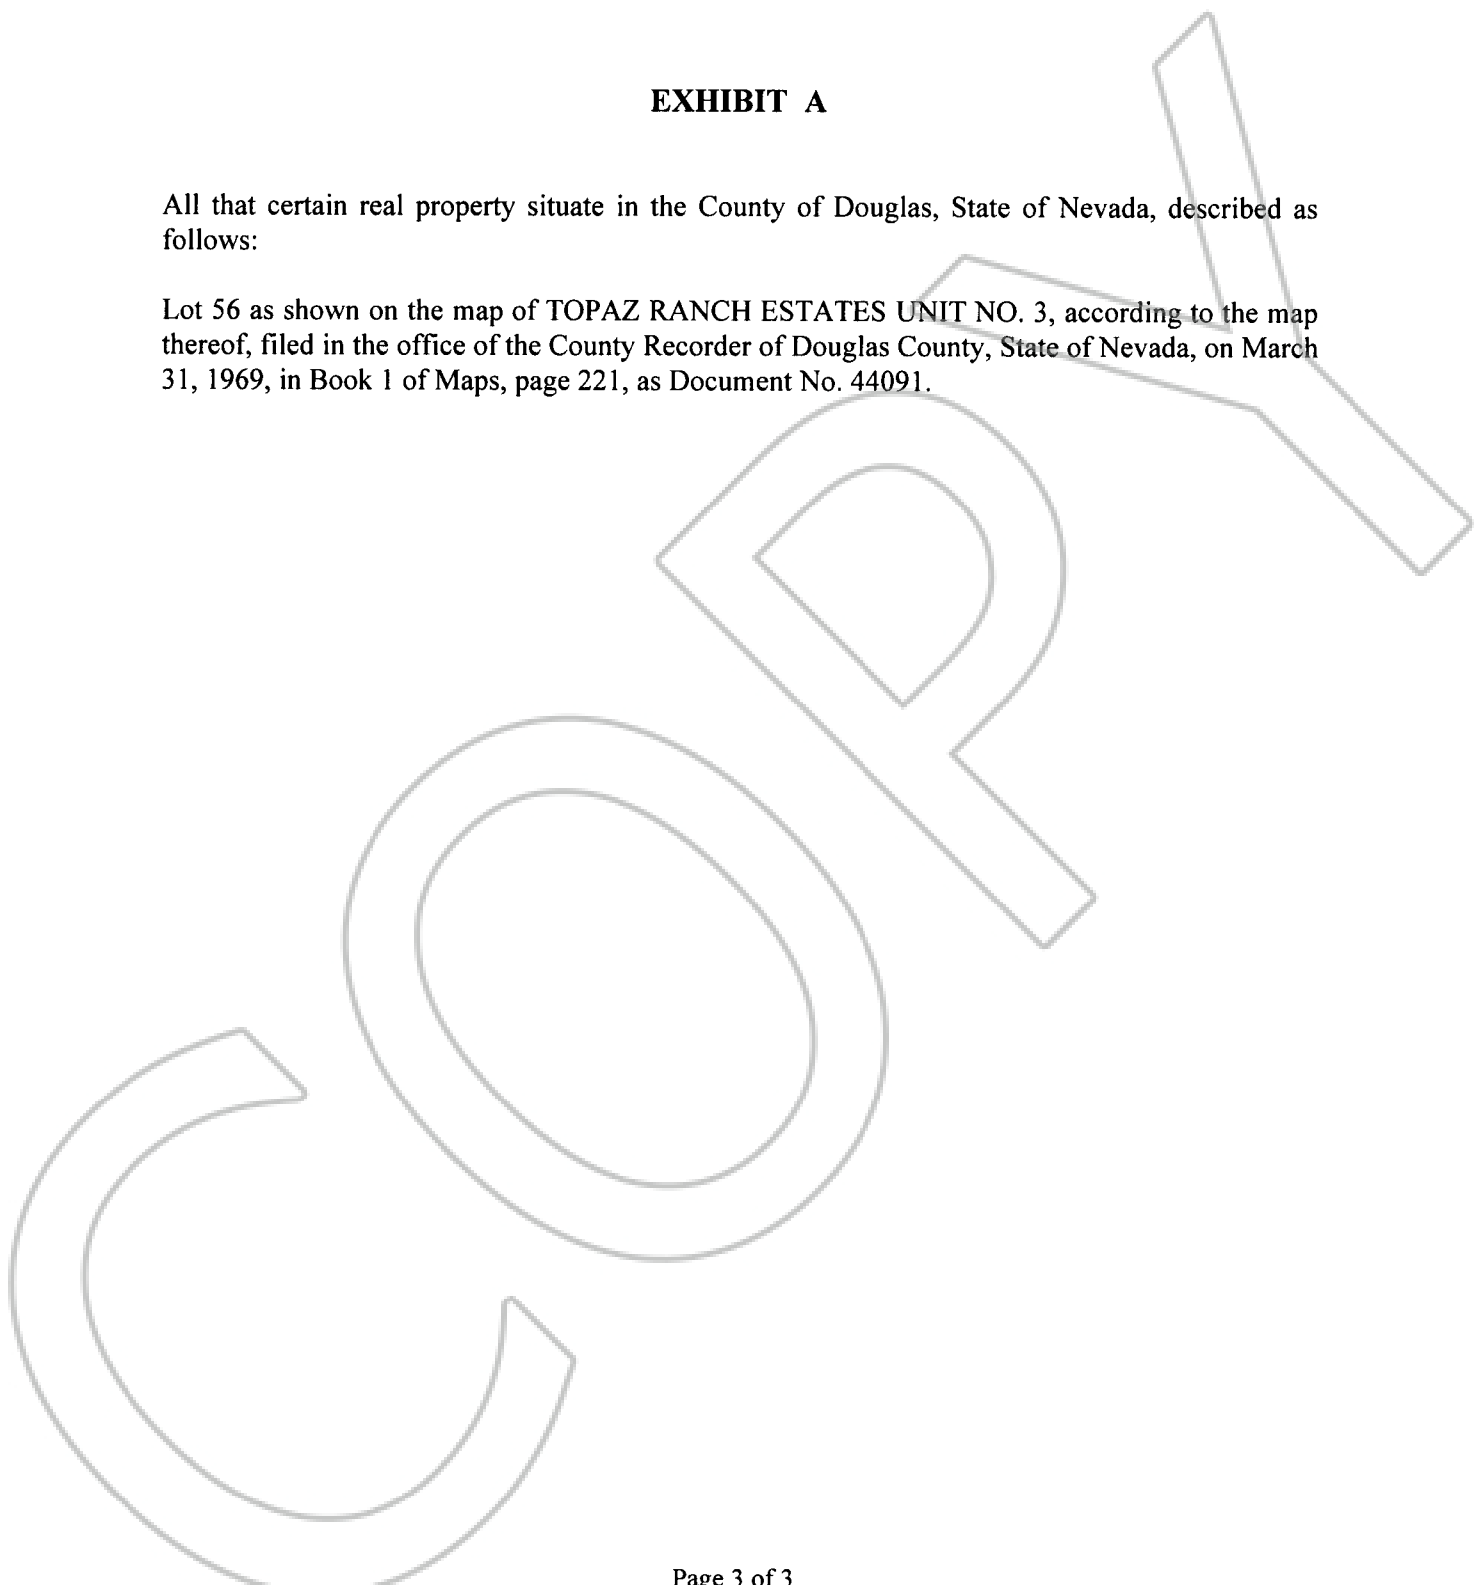 EXHIBIT A
All that certain real property situate in the County of Douglas, State of Nevada, described as
follows:
Lot 56 as shown on the map of TOPAZ RANCH ESTATES UNIT NO. 3, according to the map
thereof, filed in the office of the County Recorder of Douglas County, State of Nevada, on March
31, 1969, in Book 1 of Maps, page 221, as Document No. 44091.
COPY
Page 3 of 3